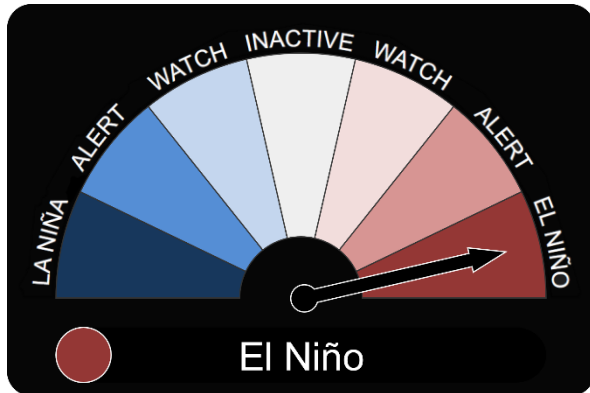 LA NIÑA
ALERT
WATCH
INACTIVE
WATCH
ALERT
EL NIÑO
El Niño